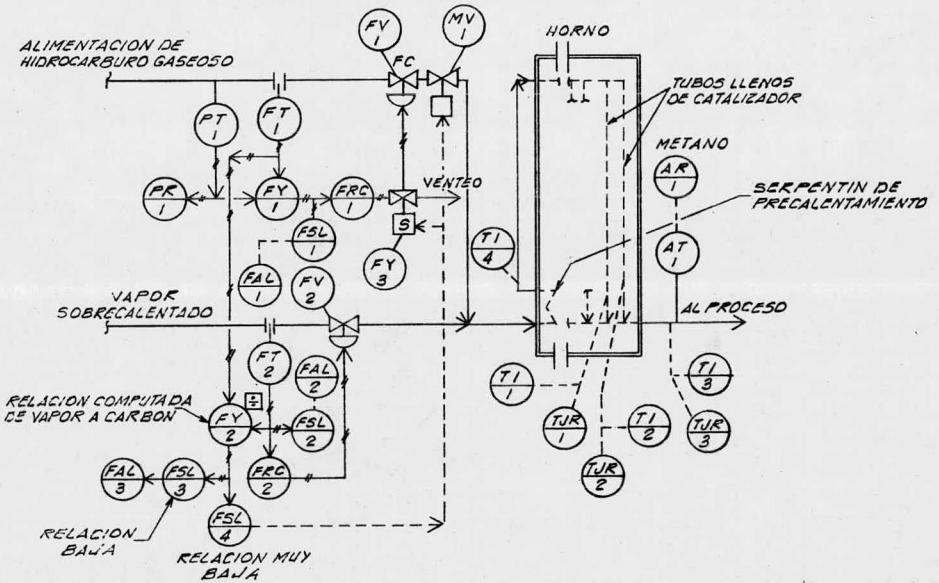 ALIMENTACION DE
HIDROCARBURO GASEOSO
FV
1
MV
1
FC
HORNO
TUBOS LLENOS
DE CATALIZADOR
PT
1
FT
1
METANO
AR
1
PR
1
FY
1
FRC
1
VENTEO
SERPENTIN DE
PRECALENTAMIENTO
FSL
1
S
TI
4
AT
1
FAL
1
FV
2
FY
3
VAPOR
SOBRECALENTADO
AL PROCESO
FT
2
FAL
2
TI
1
TI
3
RELACION COMPUTADA
DE VAPOR A CARBON
FY
2
÷
FSL
2
TJR
1
TI
2
TJR
3
FAL
3
FSL
3
FRC
2
TJR
2
FSL
4
RELACION
BAJA
RELACION MUY
BAJA